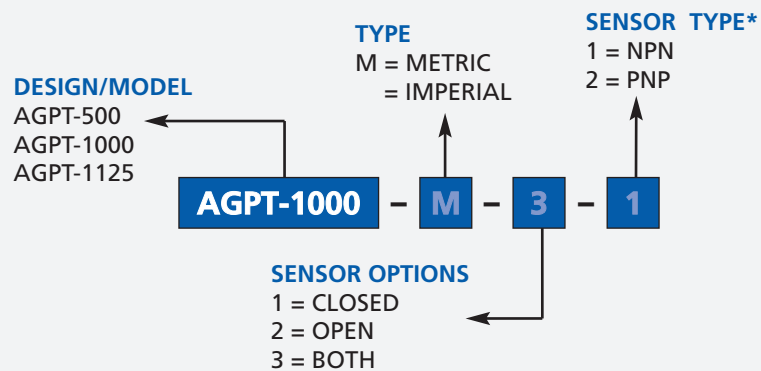 TYPE
M = METRIC
= IMPERIAL
SENSOR TYPE*
1 = NPN
2 = PNP
DESIGN/MODEL
AGPT-500
AGPT-1000
AGPT-1125
AGPT-1000 - M - 3 - 1
SENSOR OPTIONS
1 = CLOSED
2 = OPEN
3 = BOTH